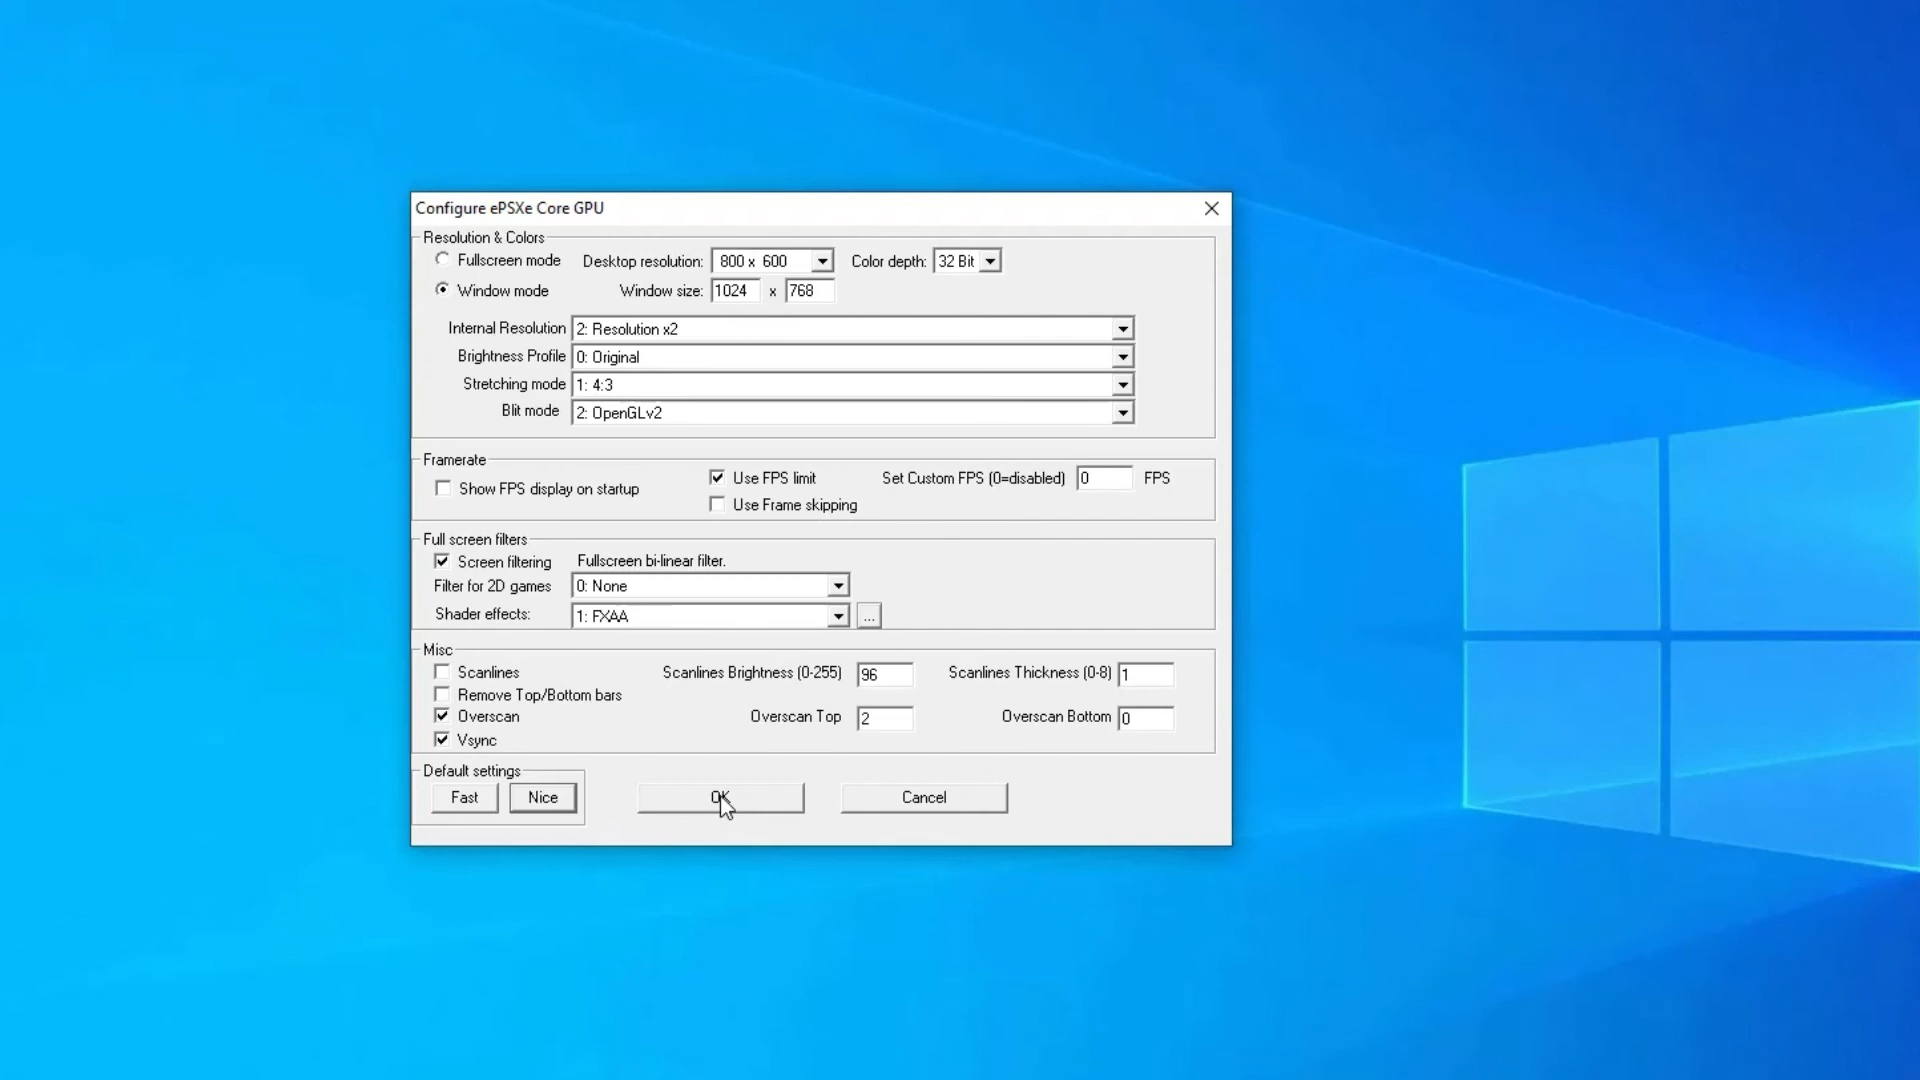 Configure ePSXe Core GPU
Resolution & Colors
Fullscreen mode Desktop resolution: 800 x 600 Color depth: 32 Bit
Window mode Window size: 1024 x 768
Internal Resolution 2: Resolution x2
Brightness Profile 0: Original
Stretching mode 1: 4:3
Blit mode 2: OpenGLv2
Framerate
Show FPS display on startup Use FPS limit Set Custom FPS (0=disabled) 0 FPS
Use Frame skipping
Full screen filters
Screen filtering Fullscreen bi-linear filter.
Filter for 2D games 0: None
Shader effects: 1: FXAA ...
Misc
Scanlines Scanlines Brightness (0-255) 96 Scanlines Thickness (0-8) 1
Remove Top/Bottom bars
Overscan Overscan Top 2 Overscan Bottom 0
Vsync
Default settings
Fast Nice OK Cancel